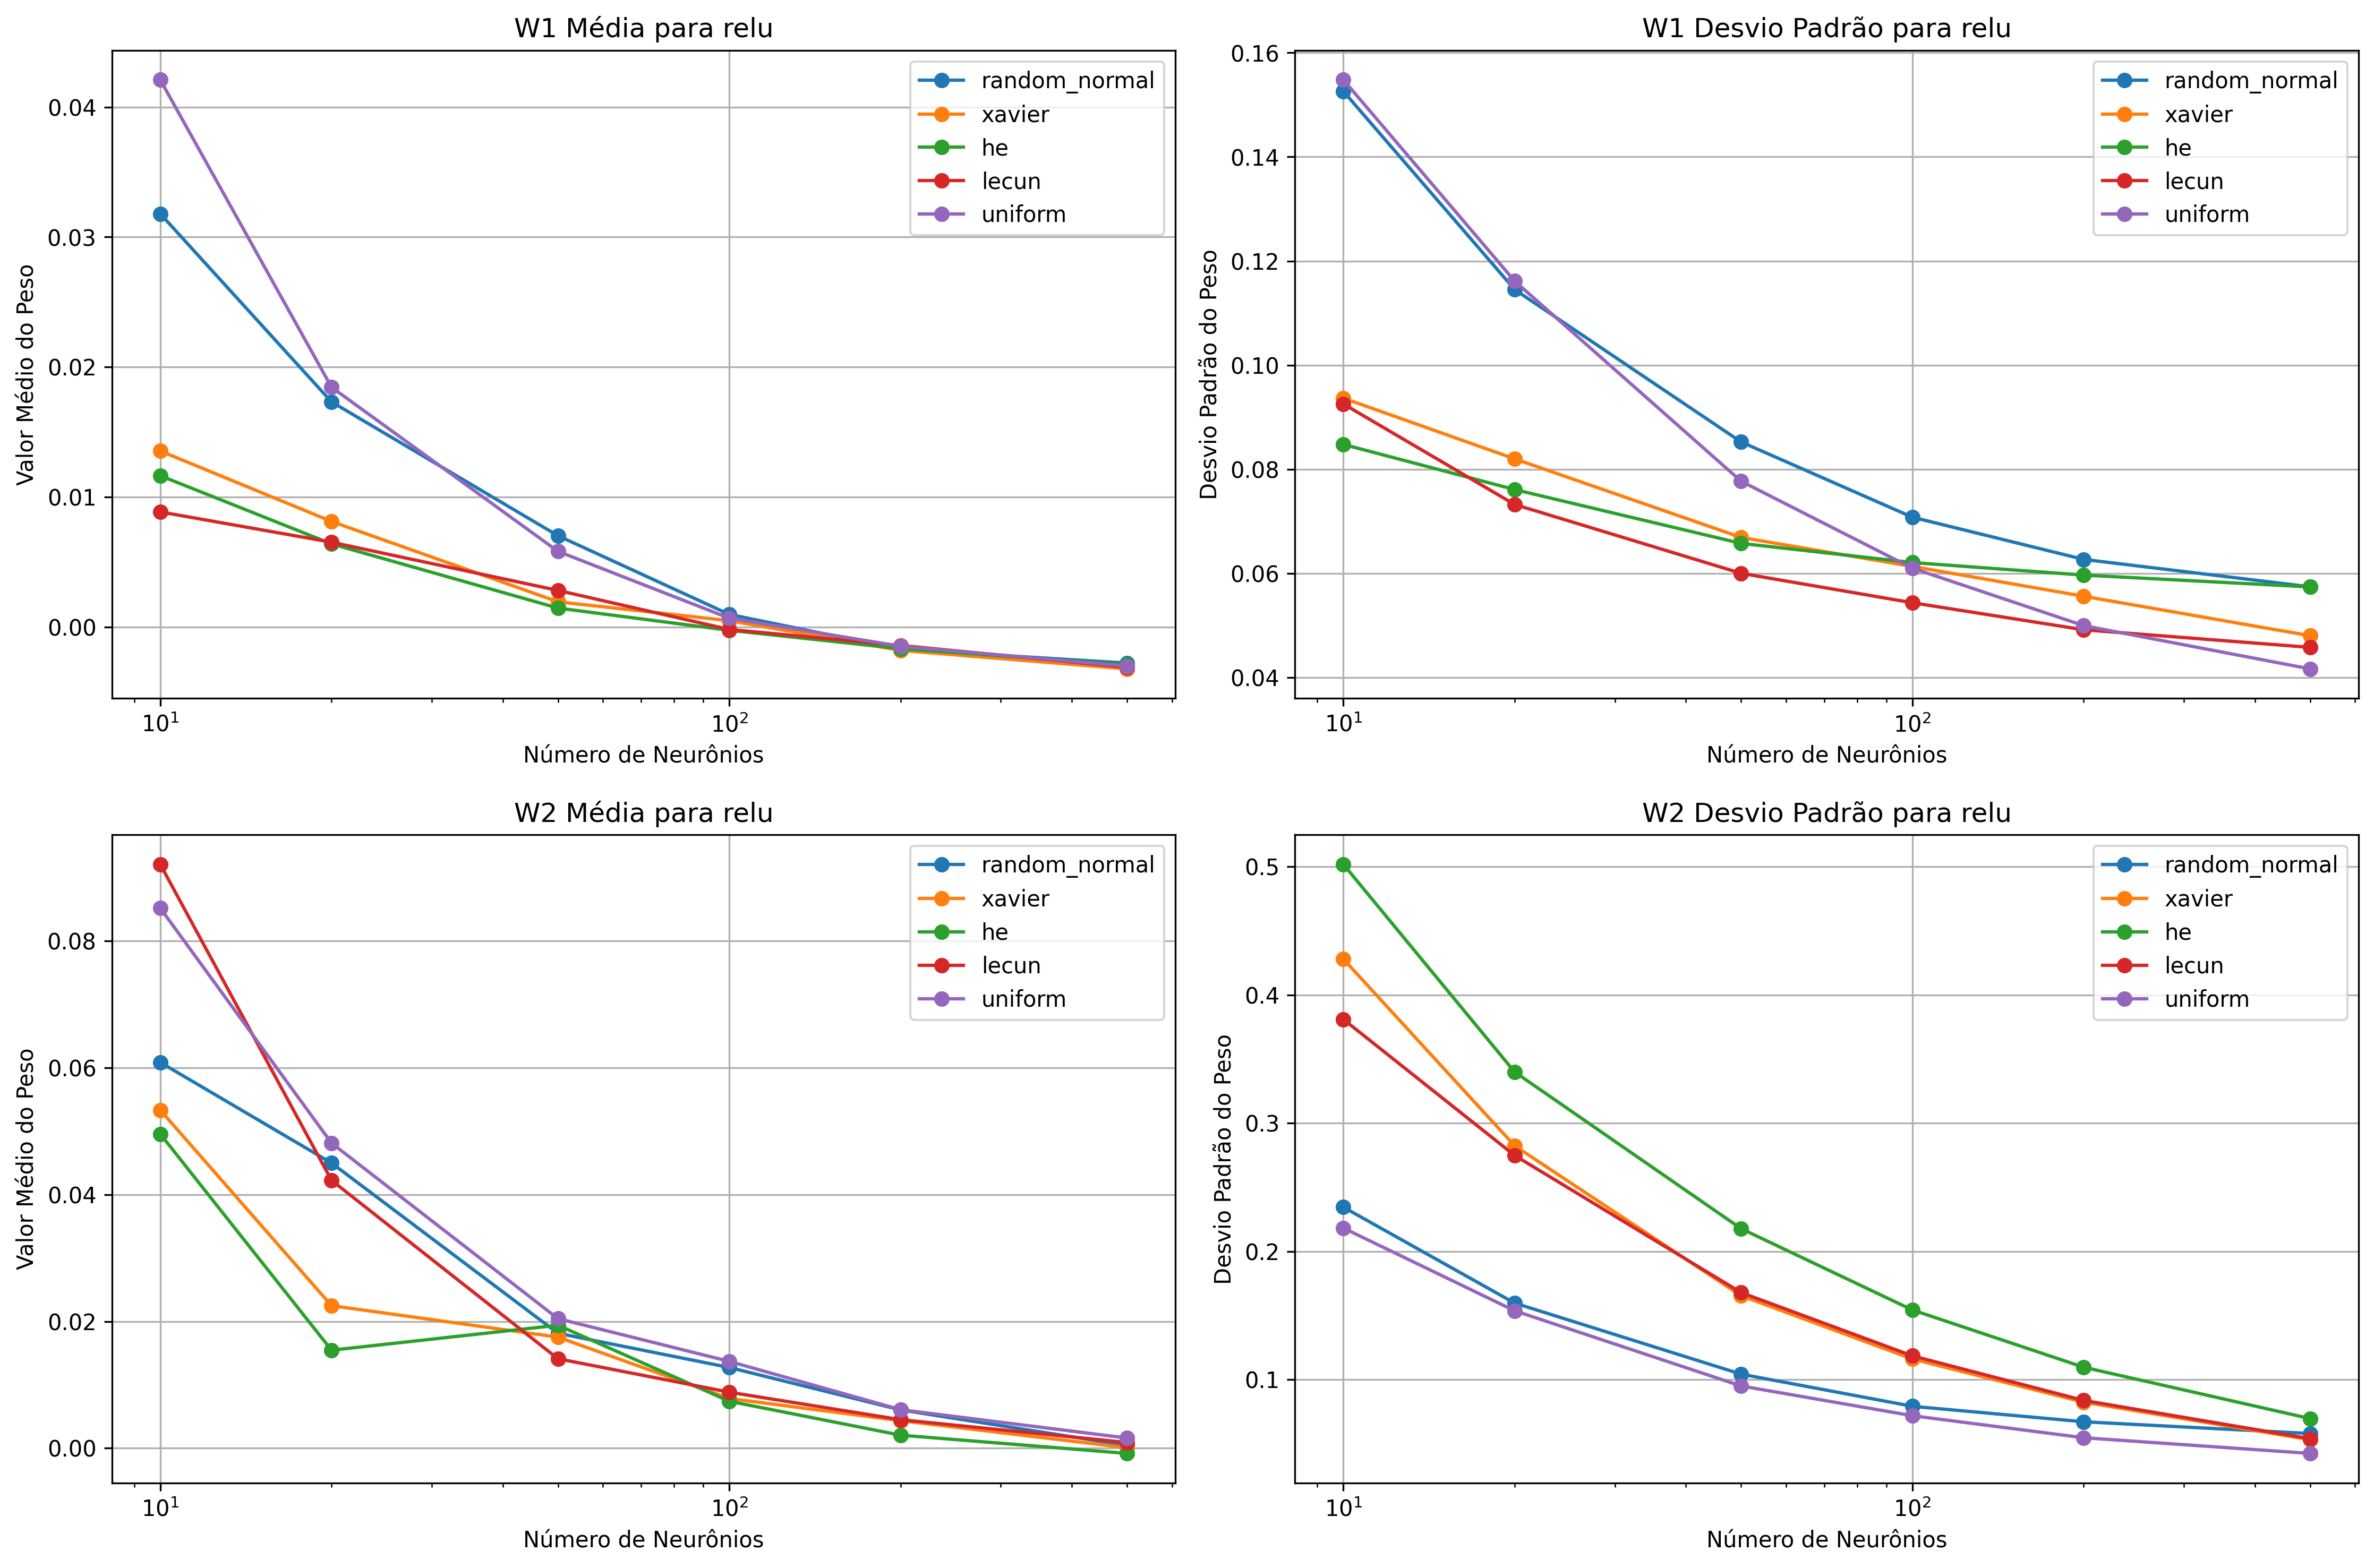 W1 Média para relu
Valor Médio do Peso
0.04
0.03
0.02
0.01
0.00
random_normal
xavier
he
lecun
uniform
10¹
10²
Número de Neurônios
W1 Desvio Padrão para relu
Desvio Padrão do Peso
0.16
0.14
0.12
0.10
0.08
0.06
0.04
random_normal
xavier
he
lecun
uniform
10¹
10²
Número de Neurônios
W2 Média para relu
Valor Médio do Peso
0.08
0.06
0.04
0.02
0.00
random_normal
xavier
he
lecun
uniform
10¹
10²
Número de Neurônios
W2 Desvio Padrão para relu
Desvio Padrão do Peso
0.5
0.4
0.3
0.2
0.1
random_normal
xavier
he
lecun
uniform
10¹
10²
Número de Neurônios